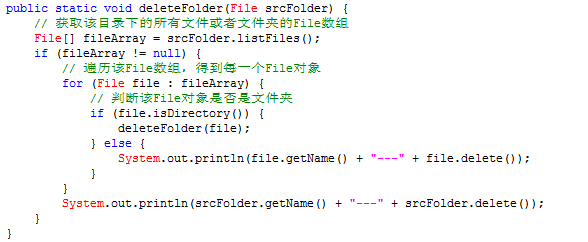 public static void deleteFolder(File srcFolder) {
    // 获取该目录下的所有文件或者文件夹的File数组
    File[] fileArray = srcFolder.listFiles();
    if (fileArray != null) {
        // 遍历该File数组，得到每一个File对象
        for (File file : fileArray) {
            // 判断该File对象是否是文件夹
            if (file.isDirectory()) {
                deleteFolder(file);
            } else {
                System.out.println(file.getName() + "---" + file.delete());
            }
        }
        System.out.println(srcFolder.getName() + "---" + srcFolder.delete());
    }
}